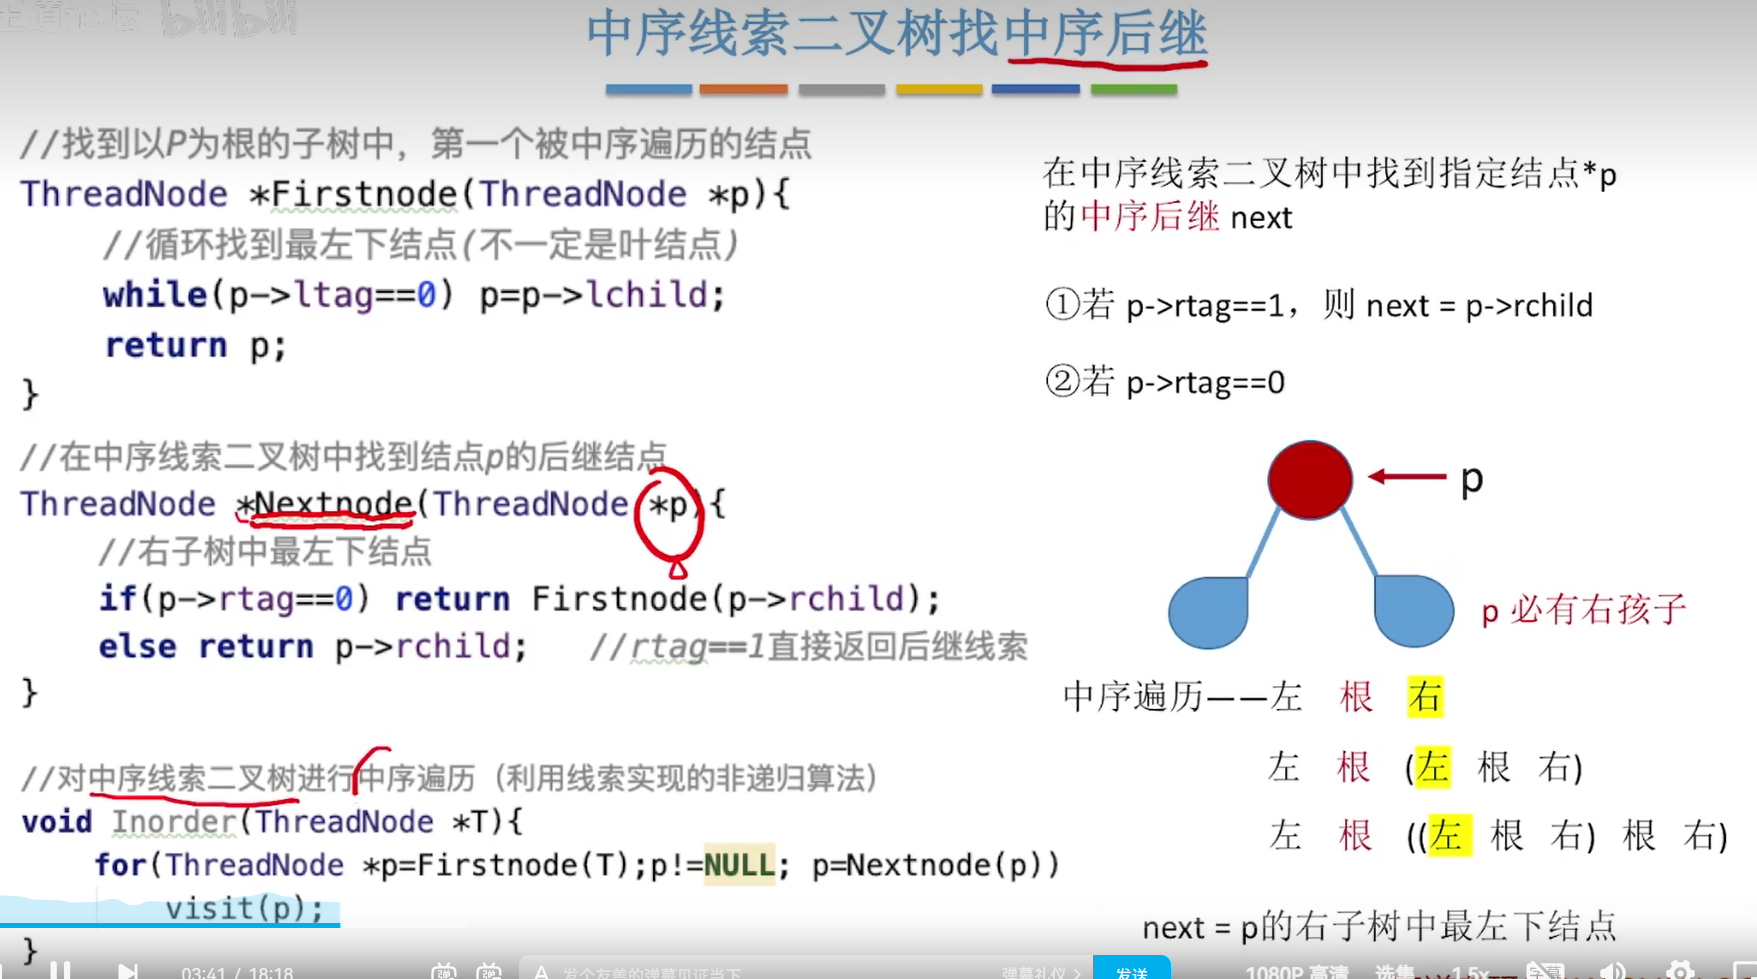 bilibili
中序线索二叉树找中序后继
//找到以P为根的子树中，第一个被中序遍历的结点
ThreadNode *Firstnode(ThreadNode *p){
//循环找到最左下结点(不一定是叶结点)
while(p->ltag==0) p=p->lchild;
return p;
}
//在中序线索二叉树中找到结点p的后继结点
ThreadNode *Nextnode(ThreadNode *p){
//右子树中最左下结点
if(p->rtag==0) return Firstnode(p->rchild);
else return p->rchild; //rtag==1直接返回后继线索
}
//对中序线索二叉树进行中序遍历（利用线索实现的非递归算法）
void Inorder(ThreadNode *T){
for(ThreadNode *p=Firstnode(T);p!=NULL; p=Nextnode(p))
visit(p);
}
在中序线索二叉树中找到指定结点*p
的中序后继 next
①若 p->rtag==1，则 next = p->rchild
②若 p->rtag==0
p
p 必有右孩子
中序遍历——左 根 右
左 根 (左 根 右)
左 根 ((左 根 右) 根 右)
next = p的右子树中最左下结点
03:41 / 18:18
发个友善的弹幕见证当下
弹幕礼仪 >
发送
1080P 高清
选集
1.5x
字幕